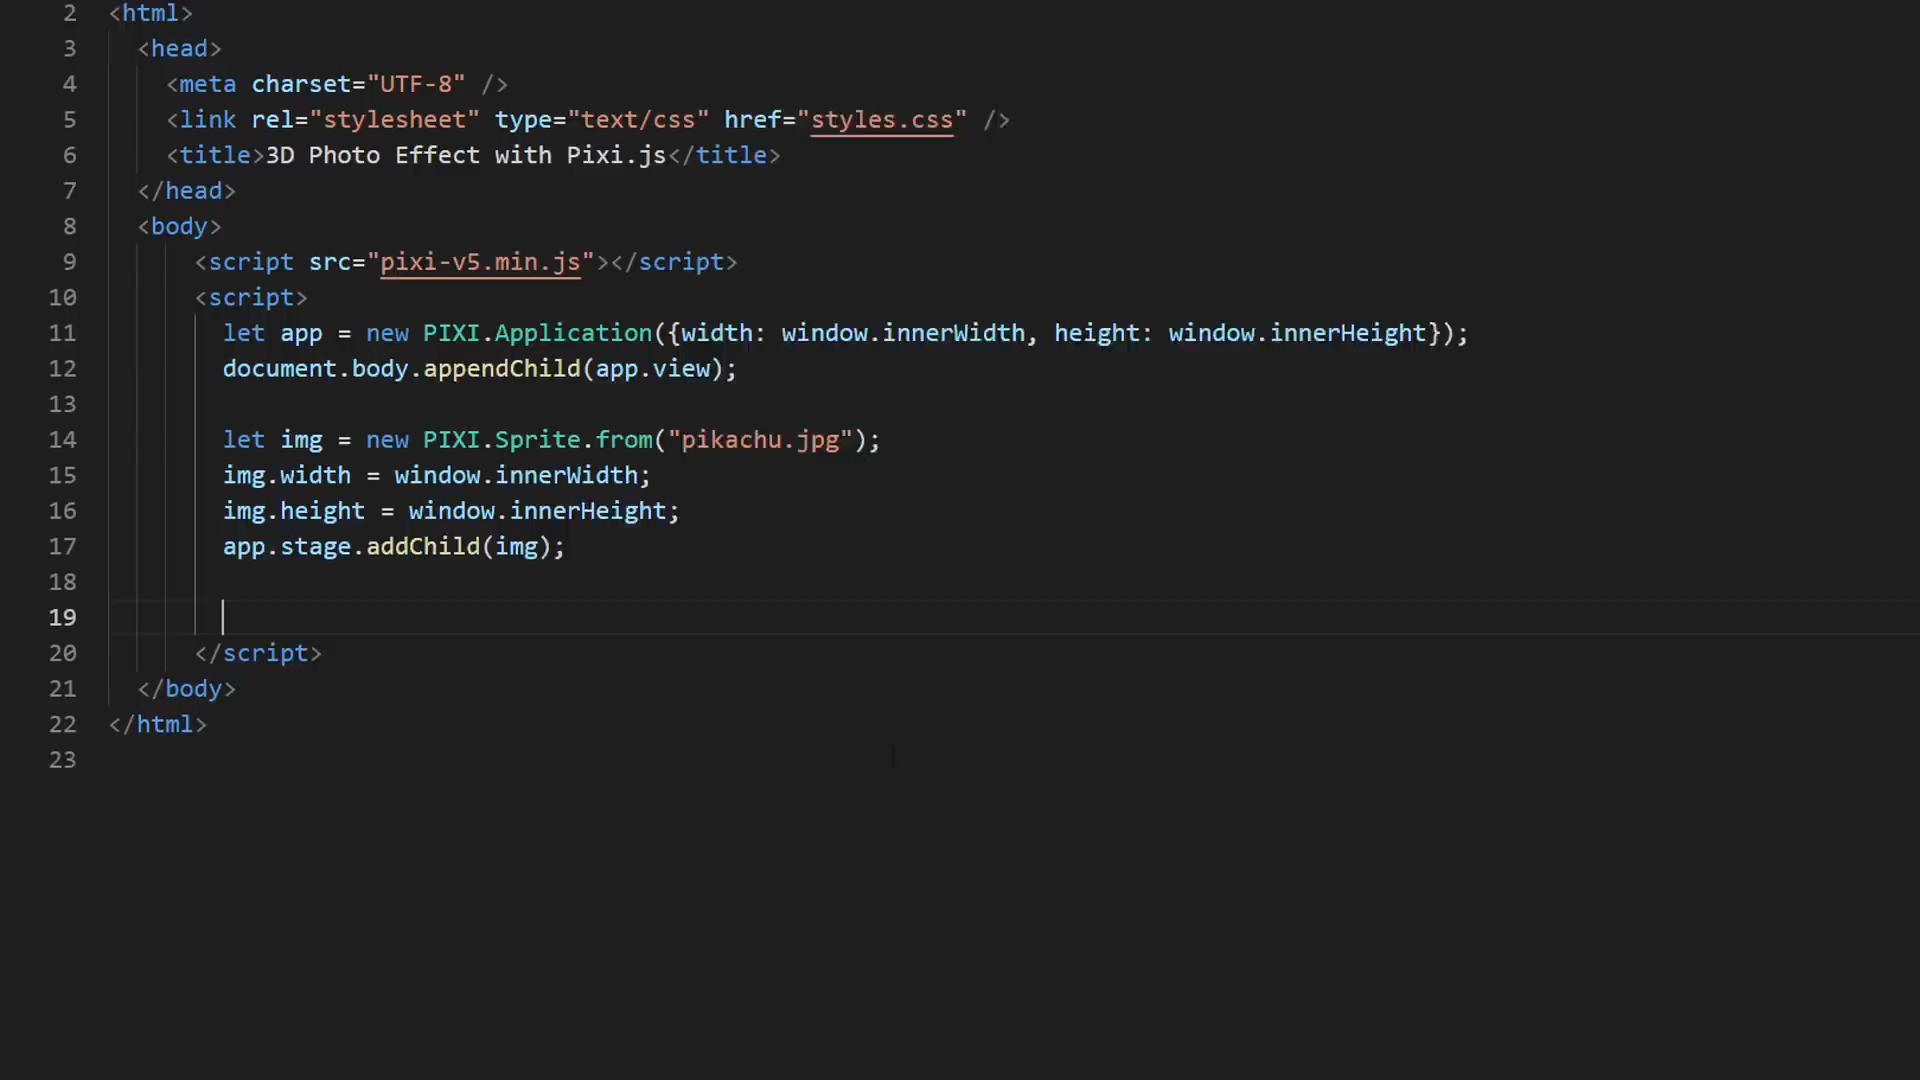 2 <html>
3 <head>
4 <meta charset="UTF-8" />
5 <link rel="stylesheet" type="text/css" href="styles.css" />
6 <title>3D Photo Effect with Pixi.js</title>
7 </head>
8 <body>
9 <script src="pixi-v5.min.js"></script>
10 <script>
11 let app = new PIXI.Application({width: window.innerWidth, height: window.innerHeight});
12 document.body.appendChild(app.view);
13
14 let img = new PIXI.Sprite.from("pikachu.jpg");
15 img.width = window.innerWidth;
16 img.height = window.innerHeight;
17 app.stage.addChild(img);
18
19
20 </script>
21 </body>
22 </html>
23